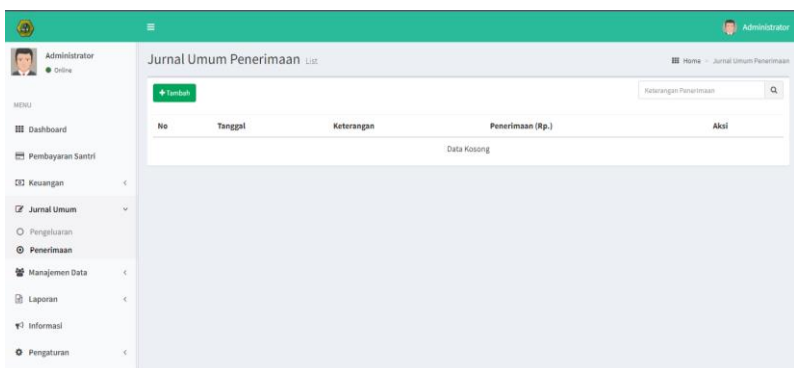 Administrator
Administrator
Online
MENU
Dashboard
Pembayaran Santri
Keuangan
Jurnal Umum
Pengeluaran
Penerimaan
Manajemen Data
Laporan
Informasi
Pengaturan
Jurnal Umum Penerimaan List
Home > Jurnal Umum Penerimaan
+Tambah
Keterangan Penerimaan
No Tanggal Keterangan Penerimaan (Rp.) Aksi
Data Kosong